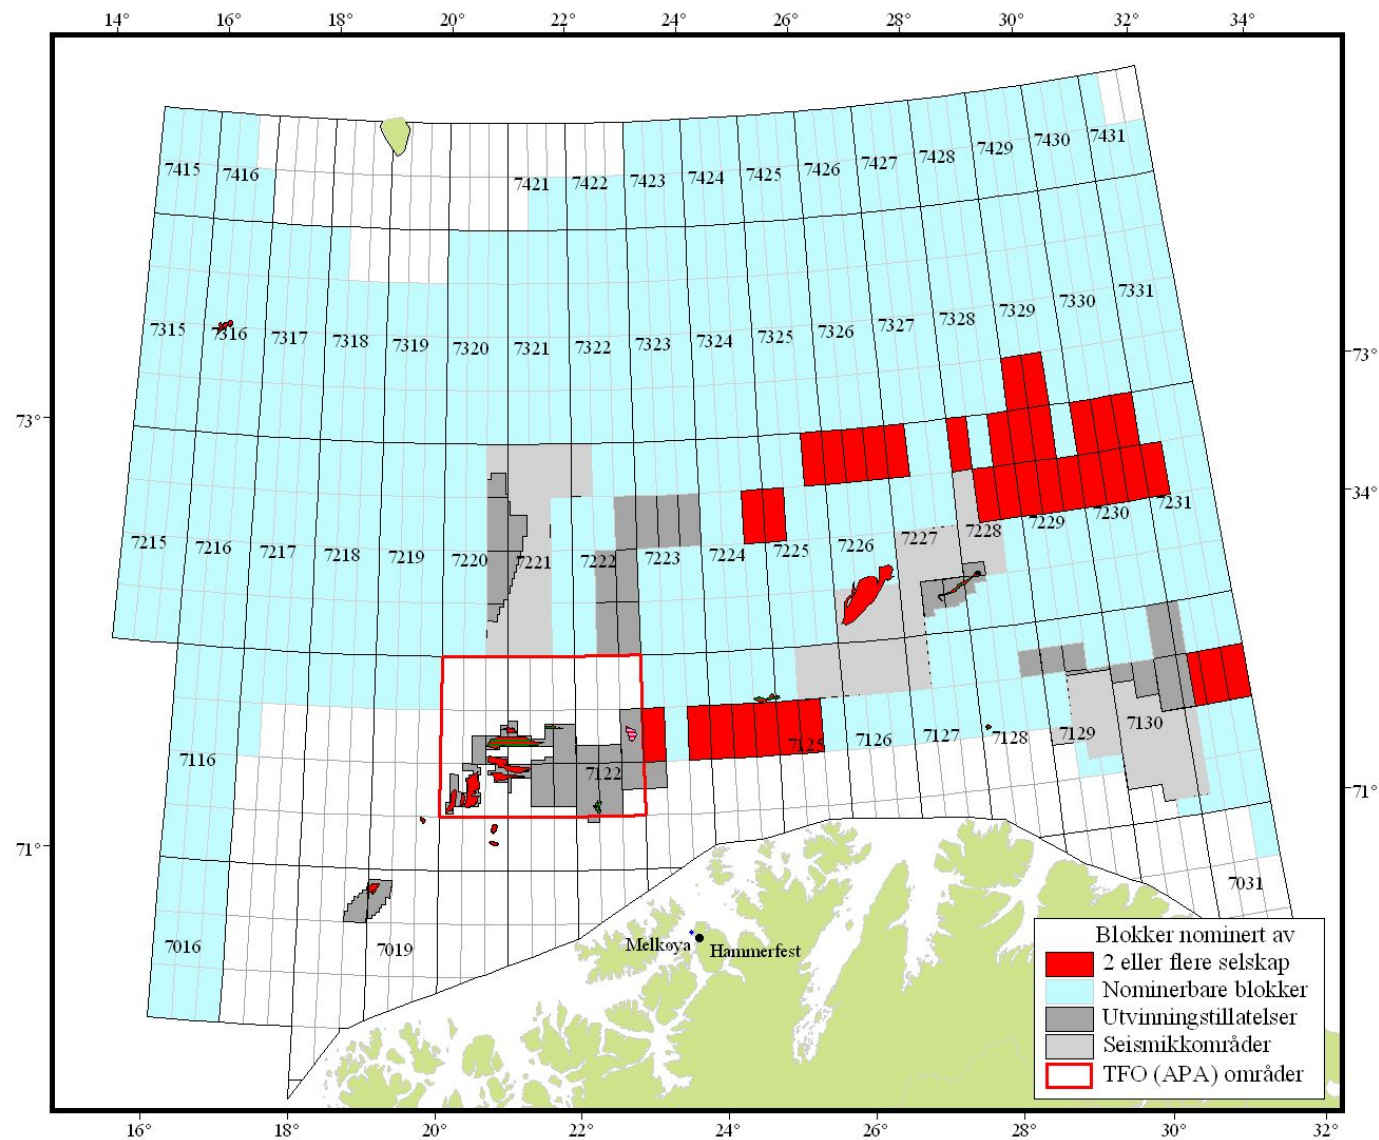 14° 16° 18° 20° 22° 24° 26° 28° 30° 32° 34°
7415 7416 7421 7422 7423 7424 7425 7426 7427 7428 7429 7430 7431
7315 7316 7317 7318 7319 7320 7321 7322 7323 7324 7325 7326 7327 7328 7329 7330 7331
73°
73°
34°
7215 7216 7217 7218 7219 7220 7221 7222 7223 7224 7225 7226 7227 7228 7229 7230 7231
7116 7122 7125 7126 7127 7128 7129 7130
71°
71°
7016 7019 7031
Melkøya
Hammerfest
Blokker nominert av
2 eller flere selskap
Nominerbare blokker
Utvinningstillatelser
Seismikkområder
TFO (APA) områder
16° 18° 20° 22° 24° 26° 28° 30° 32°